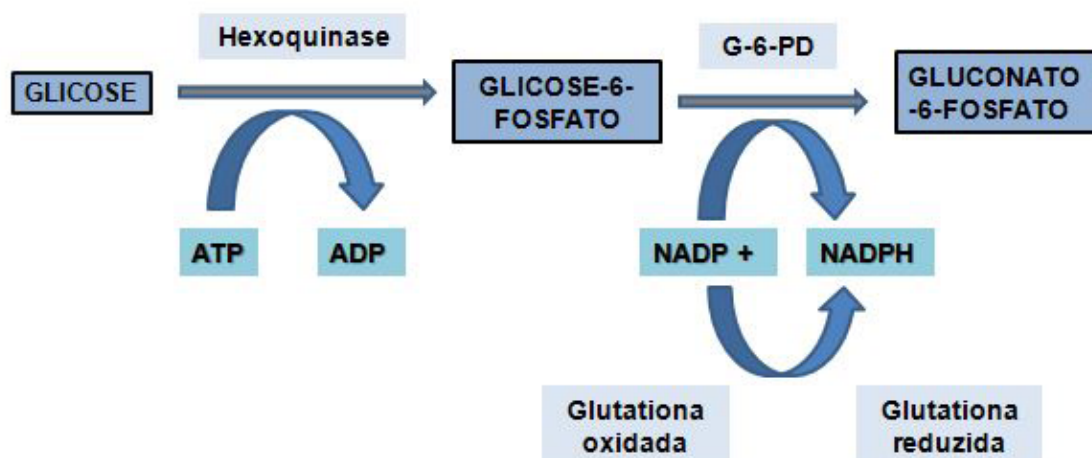 Hexoquinase
G-6-PD
GLICOSE
GLICOSE-6-
FOSFATO
GLUCONATO
-6-FOSFATO
ATP
ADP
NADP +
NADPH
Glutationa
oxidada
Glutationa
reduzida